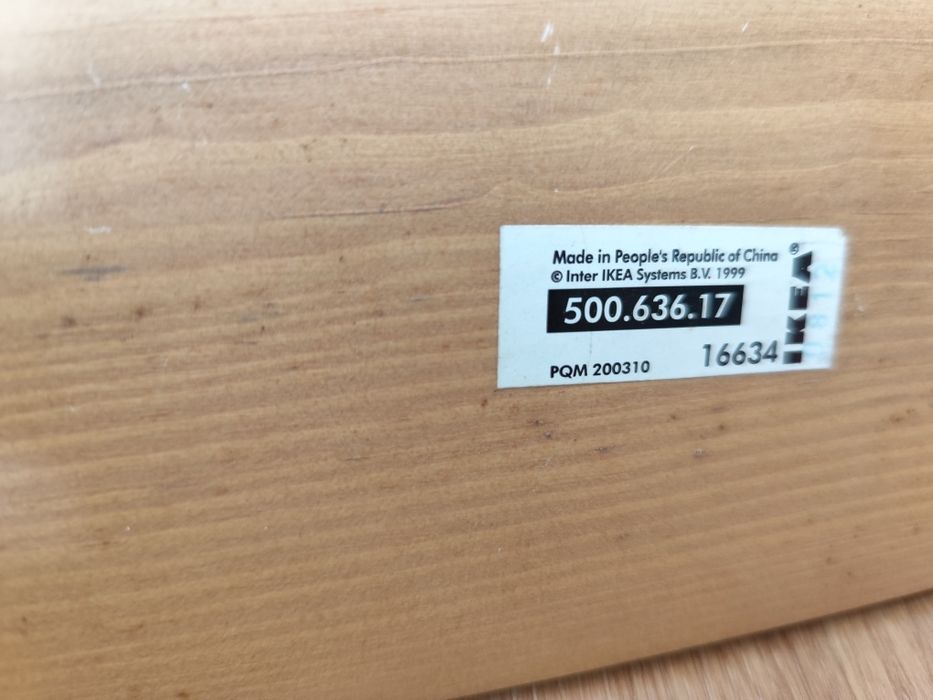 Made in People's Republic of China
© Inter IKEA Systems B.V. 1999
500.636.17
PQM 200310
16634
IKEA®